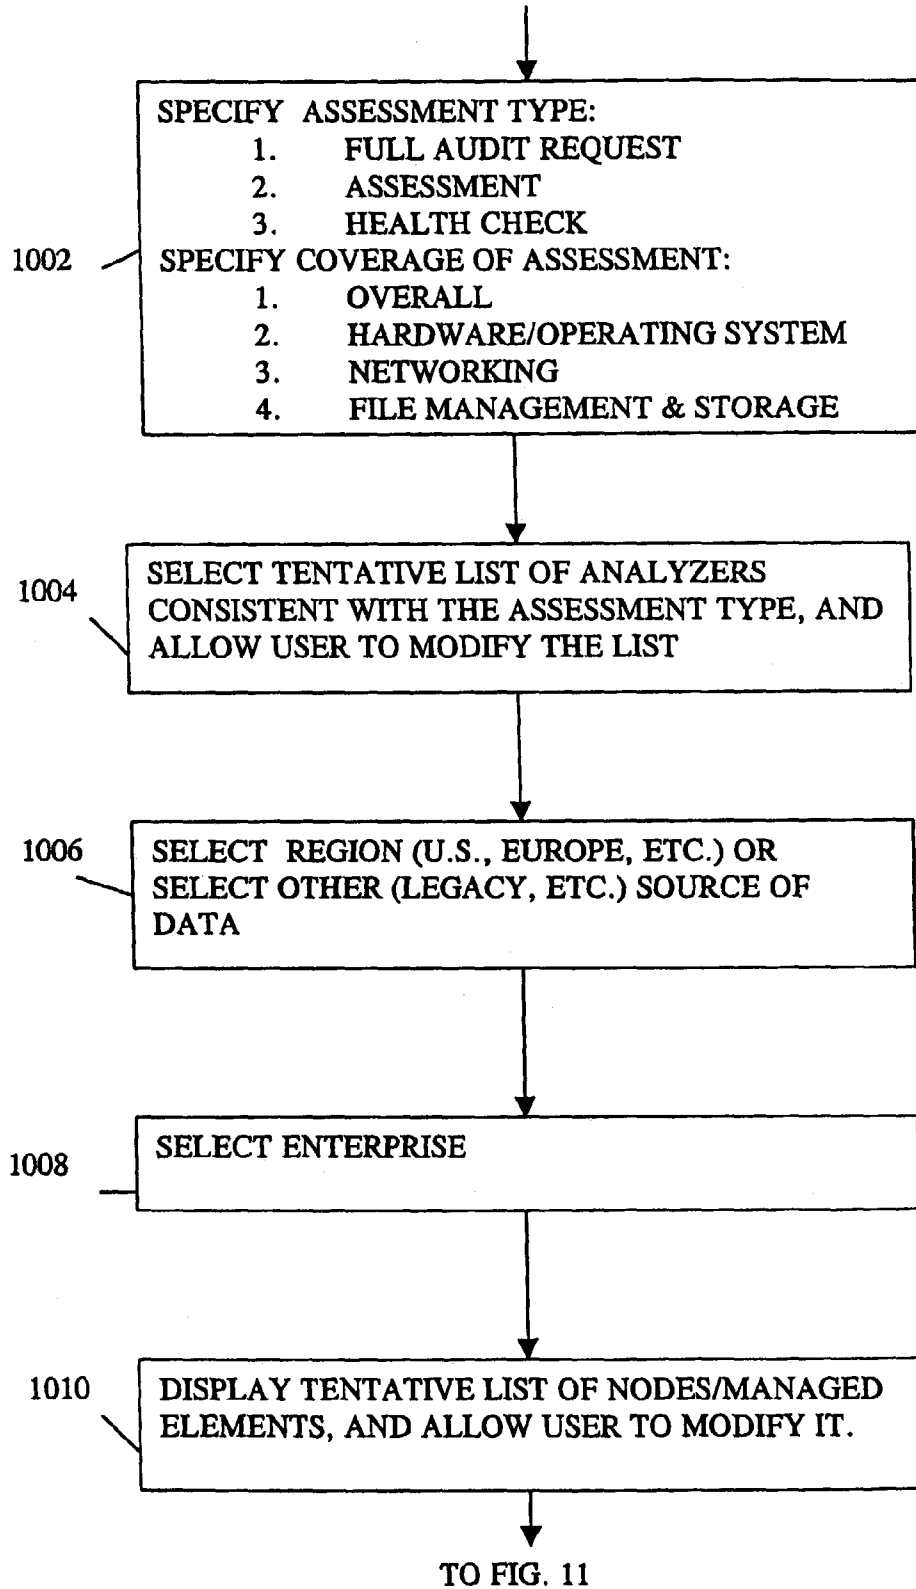 SPECIFY ASSESSMENT TYPE:
1. FULL AUDIT REQUEST
2. ASSESSMENT
3. HEALTH CHECK
1002
SPECIFY COVERAGE OF ASSESSMENT:
1. OVERALL
2. HARDWARE/OPERATING SYSTEM
3. NETWORKING
4. FILE MANAGEMENT & STORAGE
1004
SELECT TENTATIVE LIST OF ANALYZERS
CONSISTENT WITH THE ASSESSMENT TYPE, AND
ALLOW USER TO MODIFY THE LIST
1006
SELECT REGION (U.S., EUROPE, ETC.) OR
SELECT OTHER (LEGACY, ETC.) SOURCE OF
DATA
1008
SELECT ENTERPRISE
1010
DISPLAY TENTATIVE LIST OF NODES/MANAGED
ELEMENTS, AND ALLOW USER TO MODIFY IT.
TO FIG. 11